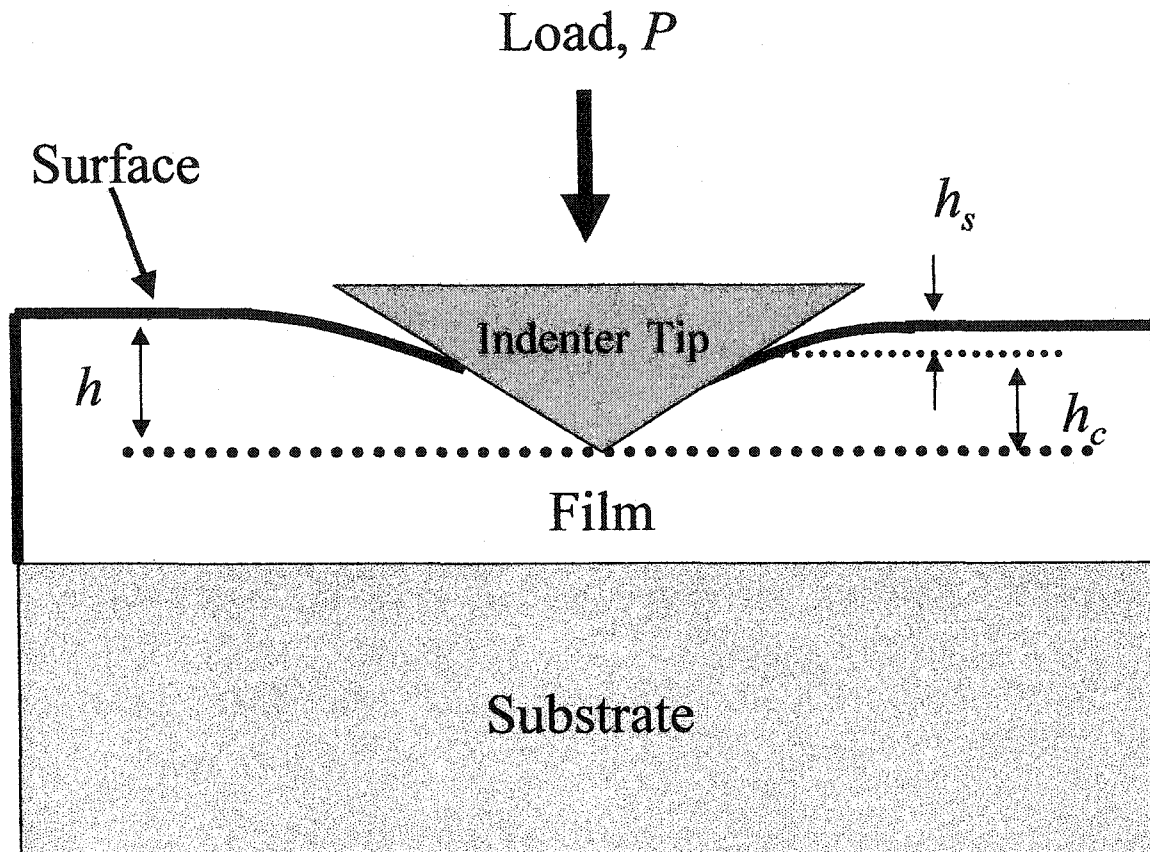 Load, P
Surface
h_s
Indenter Tip
h
h_c
Film
Substrate